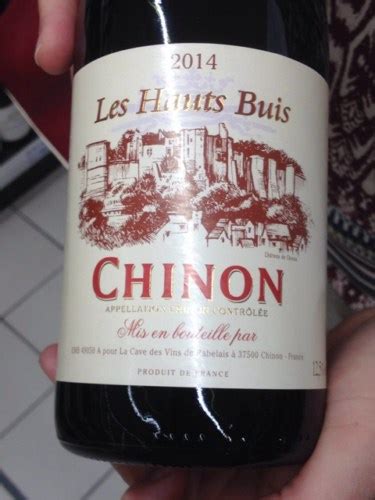 2014
Les Hauts Buis
Château de Chinon
CHINON
APPELLATION CHINON CONTRÔLÉE
Mis en bouteille par
à pour La Cave des Vins de Rabelais à 37500 Chinon - France
PRODUIT DE FRANCE